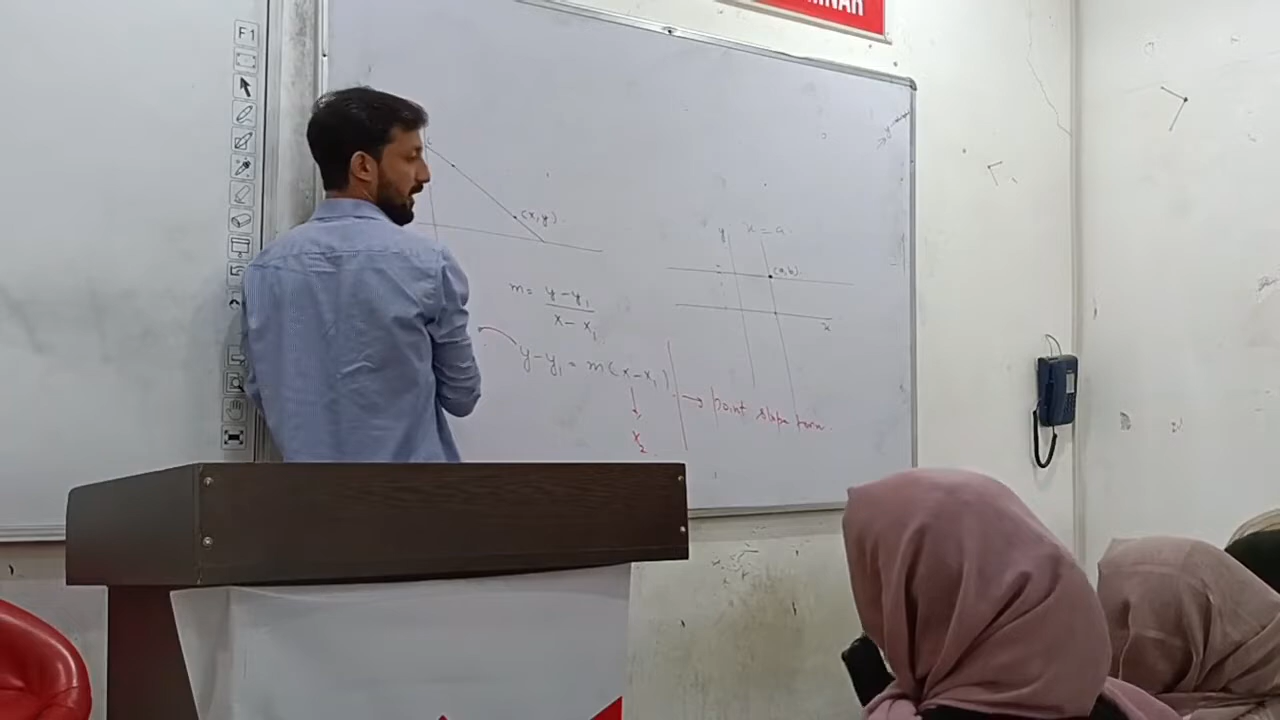 F1
(x, y)
y x = a
(a, b)
x
m = y - y₁ / x - x₁
y - y₁ = m(x - x₁)
→ point slope form.
x₂